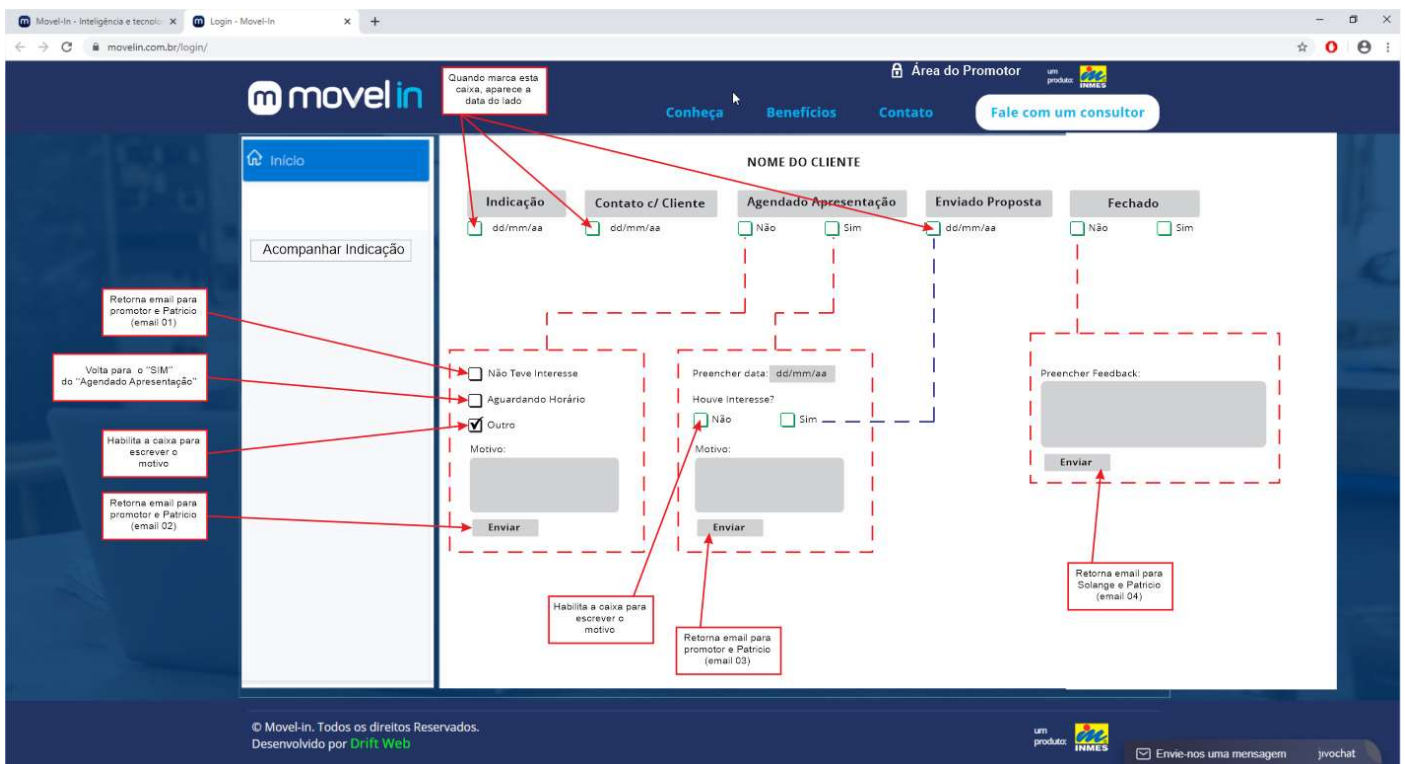 Movel-In - Inteligência e tecnolo
Login - Movel-In
movelin.com.br/login/
movel in
Quando marca esta
caixa, aparece a
data do lado
Área do Promotor
um
produto:
INMES
Conheça
Benefícios
Contato
Fale com um consultor
Início
NOME DO CLIENTE
Indicação
Contato c/ Cliente
Agendado Apresentação
Enviado Proposta
Fechado
dd/mm/aa
dd/mm/aa
Não
Sim
dd/mm/aa
Não
Sim
Acompanhar Indicação
Retorna email para
promotor e Patricio
(email 01)
Volta para o "SIM"
do "Agendado Apresentação"
Habilita a caixa para
escrever o
motivo
Retorna email para
promotor e Patricio
(email 02)
Não Teve Interesse
Aguardando Horário
Outro
Motivo:
Enviar
Preencher data: dd/mm/aa
Houve Interesse?
Não
Sim
Motivo:
Enviar
Preencher Feedback:
Enviar
Habilita a caixa para
escrever o
motivo
Retorna email para
promotor e Patricio
(email 03)
Retorna email para
Solange e Patricio
(email 04)
© Movel-in. Todos os direitos Reservados.
Desenvolvido por Drift Web
um
produto:
INMES
Envie-nos uma mensagem
jivochat